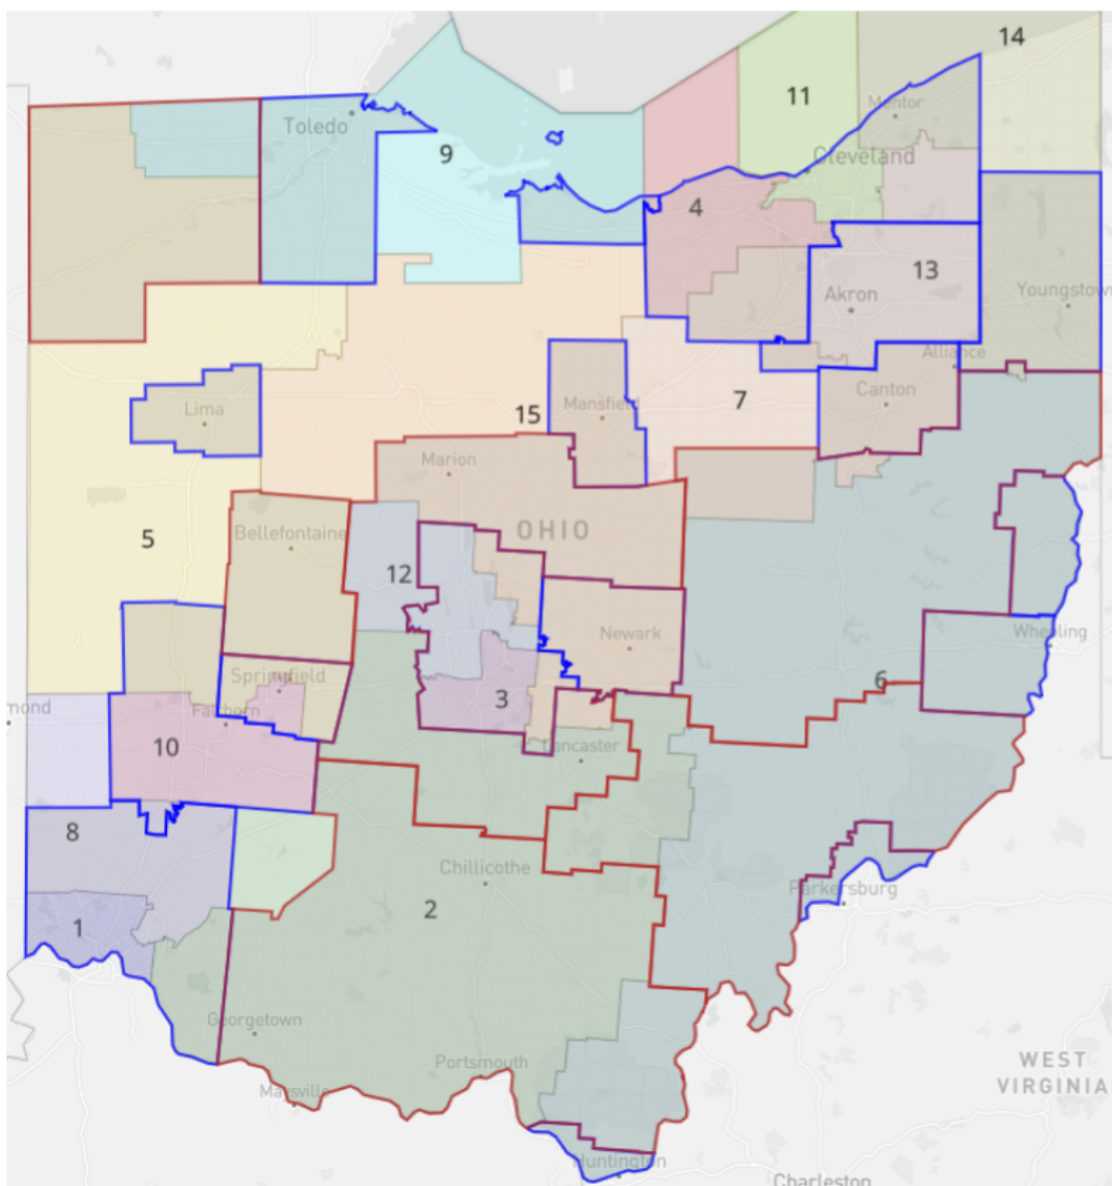 14
11
Mentor
Toledo
9
Cleveland
4
13
Akron
Youngstow
Alliance
Lima
15
Mansfield
7
Canton
Marion
OHIO
Bellefontaine
5
12
Newark
Wheeling
Springfield
6
mond
3
Fairborn
10
Lancaster
8
Chillicothe
Parkersburg
2
1
Georgetown
Portsmouth
WEST
VIRGINIA
Maysville
Huntington
Charleston